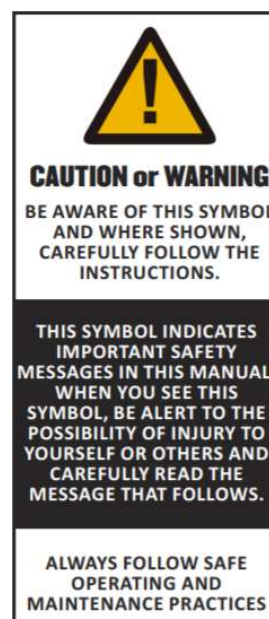 CAUTION or WARNING
BE AWARE OF THIS SYMBOL
AND WHERE SHOWN,
CAREFULLY FOLLOW THE
INSTRUCTIONS.
THIS SYMBOL INDICATES
IMPORTANT SAFETY
MESSAGES IN THIS MANUAL
WHEN YOU SEE THIS
SYMBOL, BE ALERT TO THE
POSSIBILITY OF INJURY TO
YOURSELF OR OTHERS AND
CAREFULLY READ THE
MESSAGE THAT FOLLOWS.
ALWAYS FOLLOW SAFE
OPERATING AND
MAINTENANCE PRACTICES